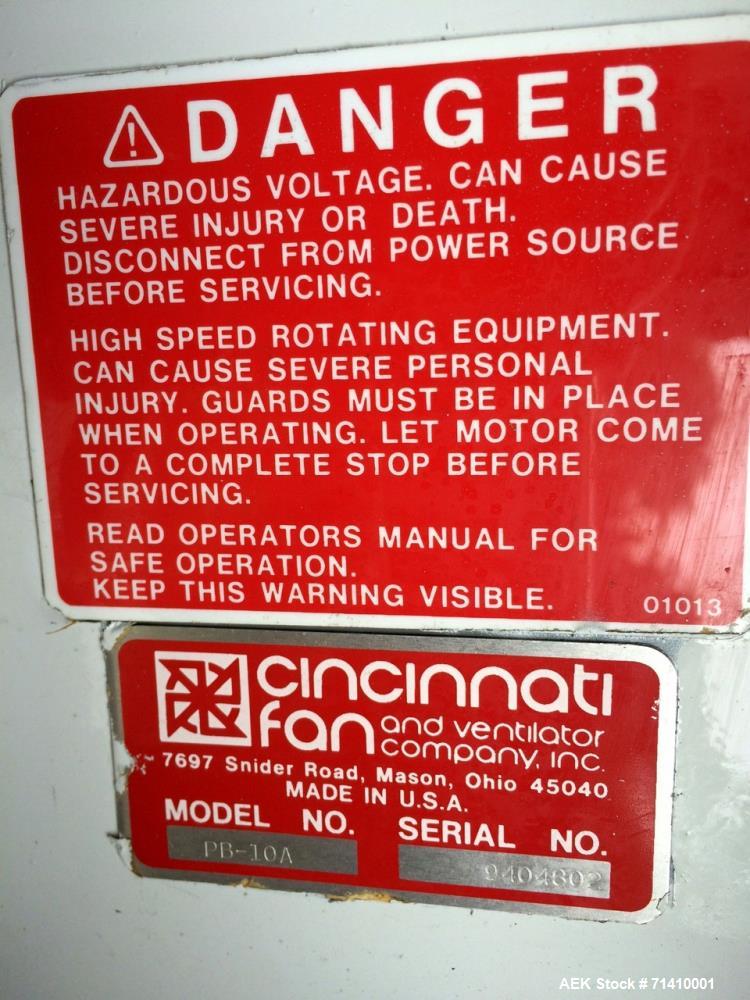 DANGER
HAZARDOUS VOLTAGE. CAN CAUSE
SEVERE INJURY OR DEATH.
DISCONNECT FROM POWER SOURCE
BEFORE SERVICING.
HIGH SPEED ROTATING EQUIPMENT.
CAN CAUSE SEVERE PERSONAL
INJURY. GUARDS MUST BE IN PLACE
WHEN OPERATING. LET MOTOR COME
TO A COMPLETE STOP BEFORE
SERVICING.
READ OPERATORS MANUAL FOR
SAFE OPERATION.
KEEP THIS WARNING VISIBLE. 01013
cincinnati
fan and ventilator
company, inc.
7697 Snider Road, Mason, Ohio 45040
MADE IN U.S.A.
MODEL NO. SERIAL NO.
PB-10A 9404602
AEK Stock # 71410001